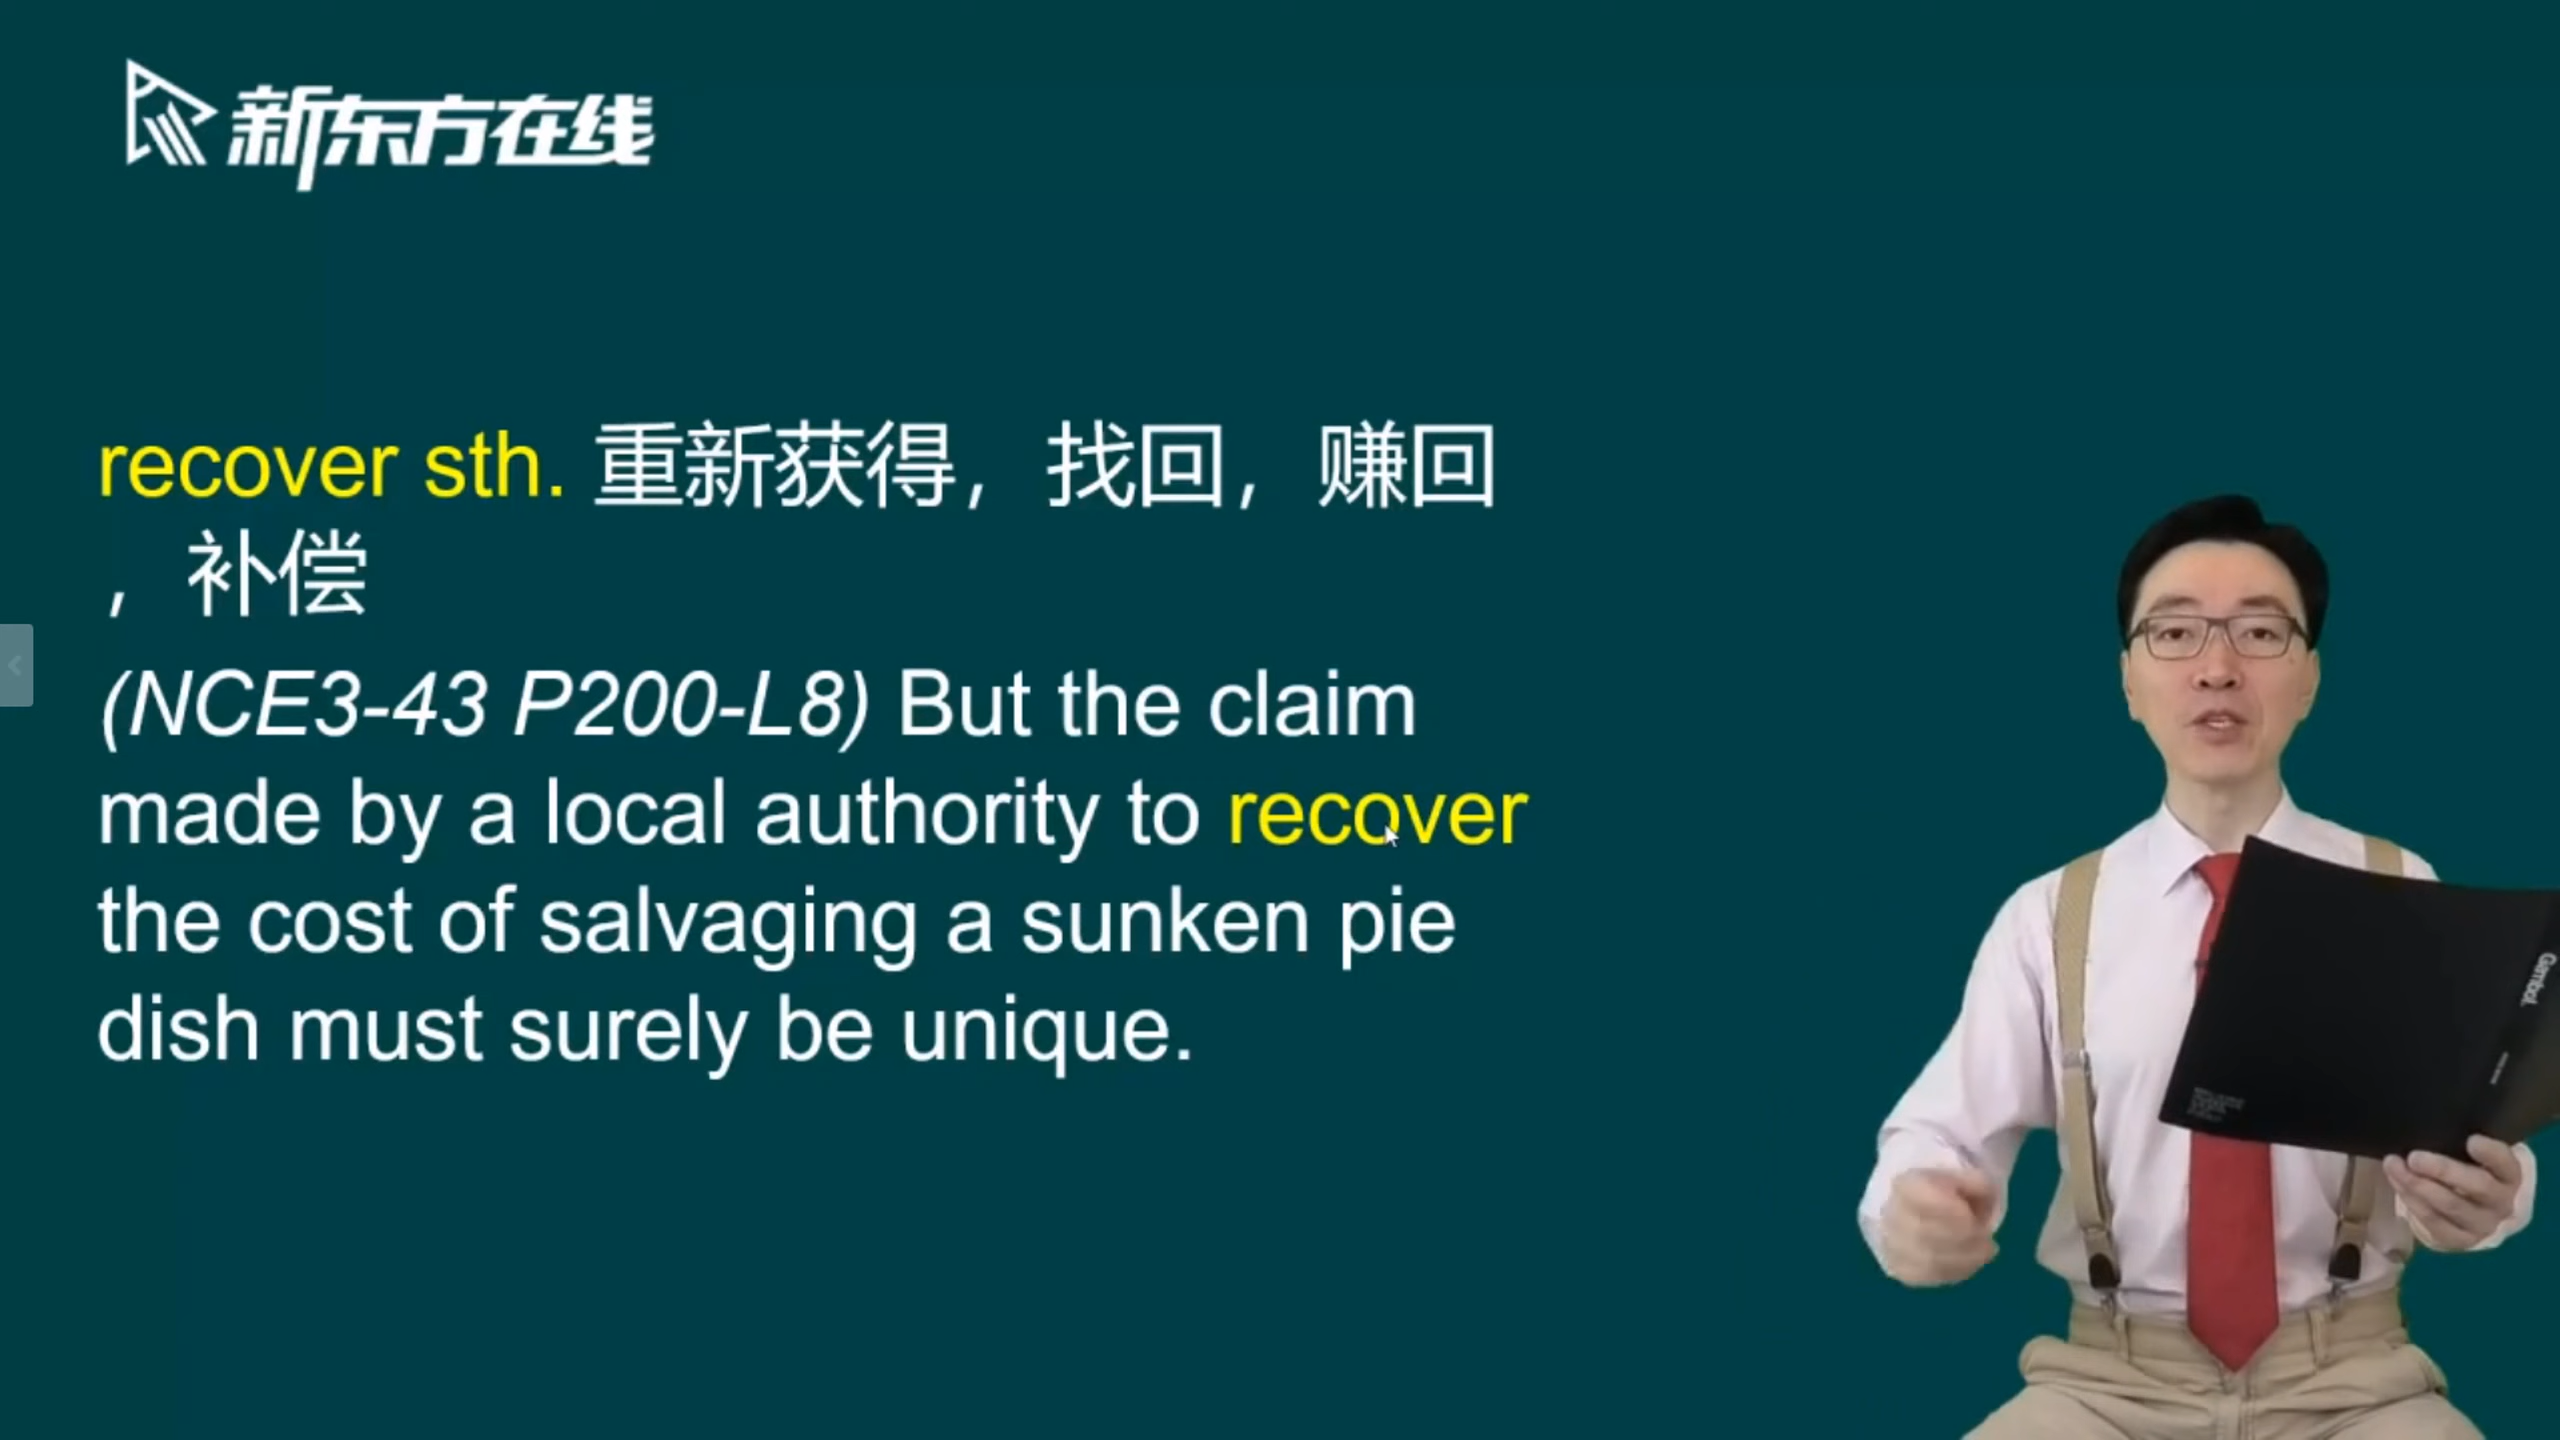 新东方在线
recover sth. 重新获得，找回，赚回
，补偿
(NCE3-43 P200-L8) But the claim
made by a local authority to recover
the cost of salvaging a sunken pie
dish must surely be unique.
Gambol